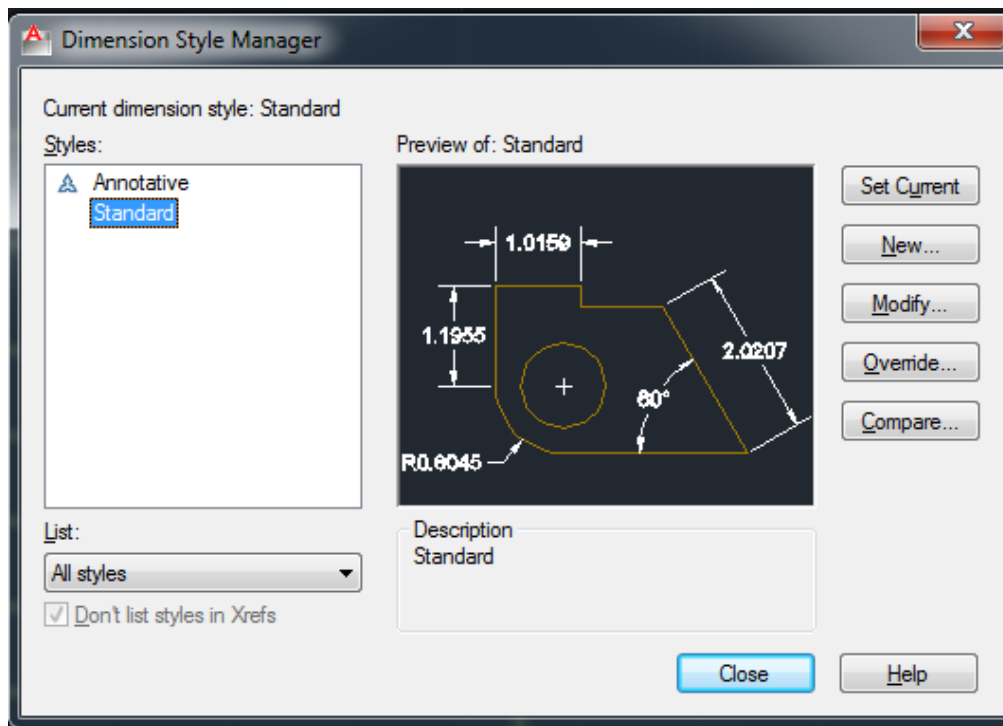 Dimension Style Manager
Current dimension style: Standard
Styles:
Annotative
Standard
Preview of: Standard
1.0159
1.1955
2.0207
60°
R0.8045
Set Current
New...
Modify...
Override...
Compare...
List:
All styles
Don't list styles in Xrefs
Description
Standard
Close
Help